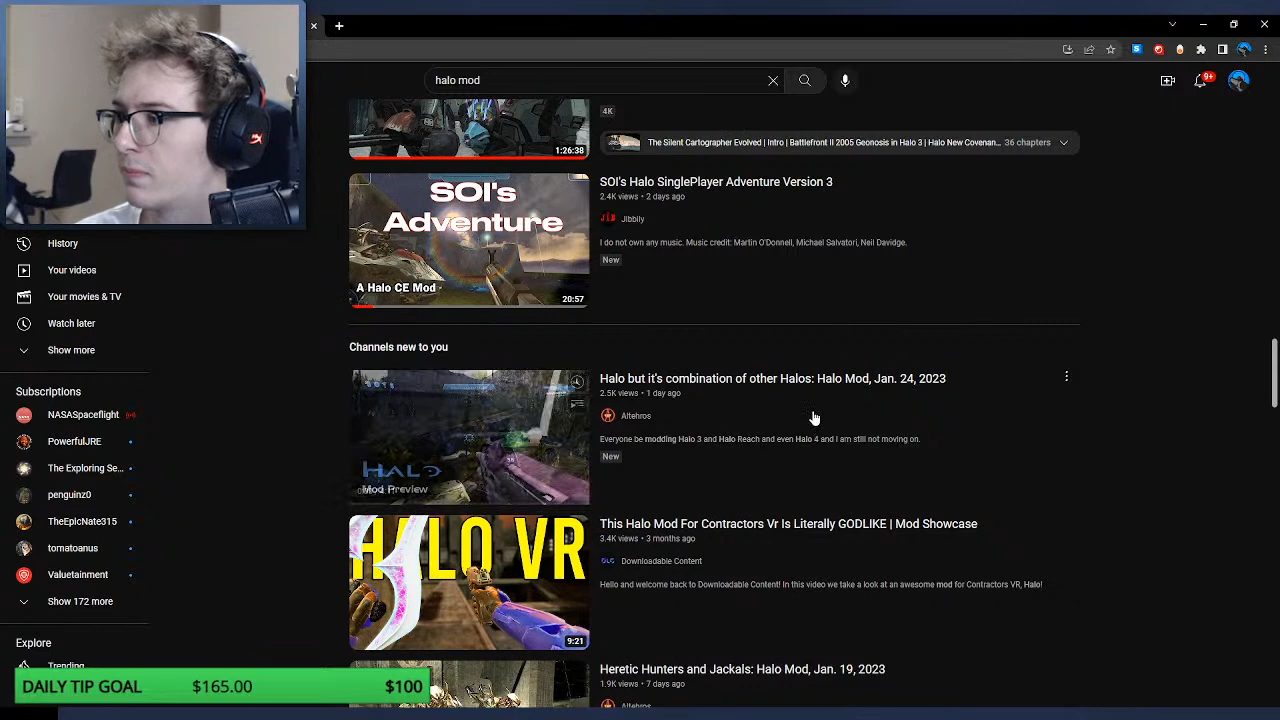 halo mod
9+
4K
1:26:38
The Silent Cartographer Evolved | Intro | Battlefront II 2005 Geonosis in Halo 3 | Halo New Covenan...
36 chapters
SOI's
Adventure
A Halo CE Mod
20:57
SOI's Halo SinglePlayer Adventure Version 3
2.4K views • 2 days ago
Jibbily
I do not own any music. Music credit: Martin O'Donnell, Michael Salvatori, Neil Davidge.
New
History
Your videos
Your movies & TV
Watch later
Show more
Channels new to you
HALO
Mod Preview
Halo but it's combination of other Halos: Halo Mod, Jan. 24, 2023
2.5K views • 1 day ago
Altehros
Everyone be modding Halo 3 and Halo Reach and even Halo 4 and I am still not moving on.
New
Subscriptions
NASASpaceflight
PowerfulJRE
The Exploring Se...
penguinz0
TheEpicNate315
tomatoanus
Valuetainment
Show 172 more
HALO VR
9:21
This Halo Mod For Contractors Vr Is Literally GODLIKE | Mod Showcase
3.4K views • 3 months ago
DLC
Downloadable Content
Hello and welcome back to Downloadable Content! In this video we take a look at an awesome mod for Contractors VR, Halo!
Explore
Trending
Heretic Hunters and Jackals: Halo Mod, Jan. 19, 2023
1.9K views • 7 days ago
Altehros
DAILY TIP GOAL $165.00 $100